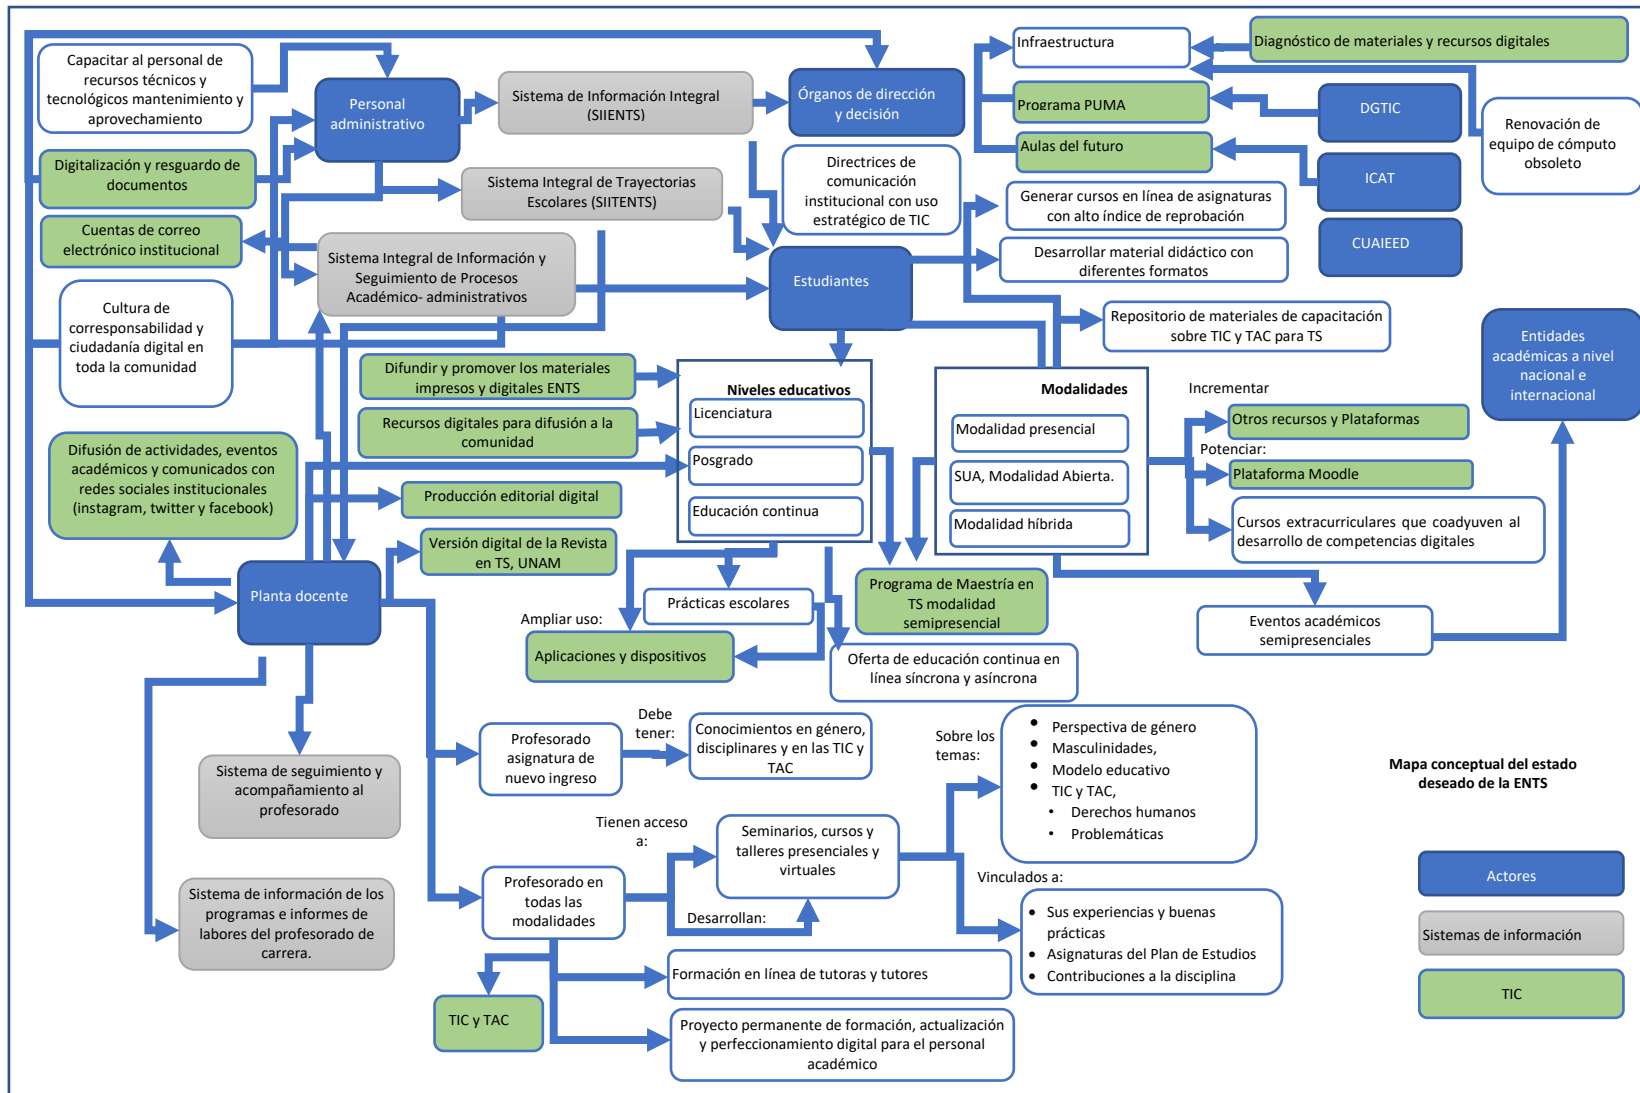 Capacitar al personal de
recursos técnicos y
tecnológicos mantenimiento y
aprovechamiento
Personal
administrativo
Sistema de Información Integral
(SIIENTS)
Órganos de dirección
y decisión
Infraestructura
Diagnóstico de materiales y recursos digitales
Programa PUMA
Aulas del futuro
DGTIC
ICAT
CUAIEED
Renovación de
equipo de cómputo
obsoleto
Digitalización y resguardo de
documentos
Sistema Integral de Trayectorias
Escolares (SIITENTS)
Directrices de
comunicación
institucional con uso
estratégico de TIC
Generar cursos en línea de asignaturas
con alto índice de reprobación
Cuentas de correo
electrónico institucional
Sistema Integral de Información y
Seguimiento de Procesos
Académico- administrativos
Estudiantes
Desarrollar material didáctico con
diferentes formatos
Cultura de
corresponsabilidad y
ciudadanía digital en
toda la comunidad
Repositorio de materiales de capacitación
sobre TIC y TAC para TS
Entidades
académicas a nivel
nacional e
internacional
Difundir y promover los materiales
impresos y digitales ENTS
Recursos digitales para difusión a la
comunidad
Niveles educativos
Licenciatura
Posgrado
Educación continua
Modalidades
Modalidad presencial
SUA, Modalidad Abierta.
Modalidad híbrida
Incrementar
Otros recursos y Plataformas
Potenciar:
Plataforma Moodle
Cursos extracurriculares que coadyuven al
desarrollo de competencias digitales
Difusión de actividades, eventos
académicos y comunicados con
redes sociales institucionales
(instagram, twitter y facebook)
Producción editorial digital
Versión digital de la Revista
en TS, UNAM
Planta docente
Prácticas escolares
Programa de Maestría en
TS modalidad
semipresencial
Ampliar uso:
Aplicaciones y dispositivos
Oferta de educación continua en
línea síncrona y asíncrona
Eventos académicos
semipresenciales
Sistema de seguimiento y
acompañamiento al
profesorado
Profesorado
asignatura de
nuevo ingreso
Debe
tener:
Conocimientos en género,
disciplinares y en las TIC y
TAC
Sobre los
temas:
• Perspectiva de género
• Masculinidades,
• Modelo educativo
• TIC y TAC,
• Derechos humanos
• Problemáticas
Mapa conceptual del estado
deseado de la ENTS
Sistema de información de los
programas e informes de
labores del profesorado de
carrera.
Profesorado en
todas las
modalidades
Tienen acceso
a:
Seminarios, cursos y
talleres presenciales y
virtuales
Desarrollan:
Vinculados a:
• Sus experiencias y buenas
prácticas
• Asignaturas del Plan de Estudios
• Contribuciones a la disciplina
TIC y TAC
Formación en línea de tutoras y tutores
Proyecto permanente de formación, actualización
y perfeccionamiento digital para el personal
académico
Actores
Sistemas de información
TIC